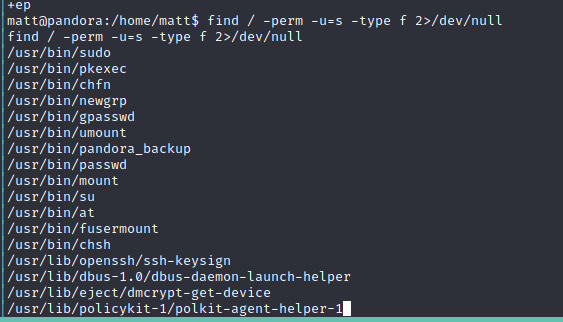 +ep
matt@pandora:/home/matt$ find / -perm -u=s -type f 2>/dev/null
find / -perm -u=s -type f 2>/dev/null
/usr/bin/sudo
/usr/bin/pkexec
/usr/bin/chfn
/usr/bin/newgrp
/usr/bin/gpasswd
/usr/bin/umount
/usr/bin/pandora_backup
/usr/bin/passwd
/usr/bin/mount
/usr/bin/su
/usr/bin/at
/usr/bin/fusermount
/usr/bin/chsh
/usr/lib/openssh/ssh-keysign
/usr/lib/dbus-1.0/dbus-daemon-launch-helper
/usr/lib/eject/dmcrypt-get-device
/usr/lib/policykit-1/polkit-agent-helper-1